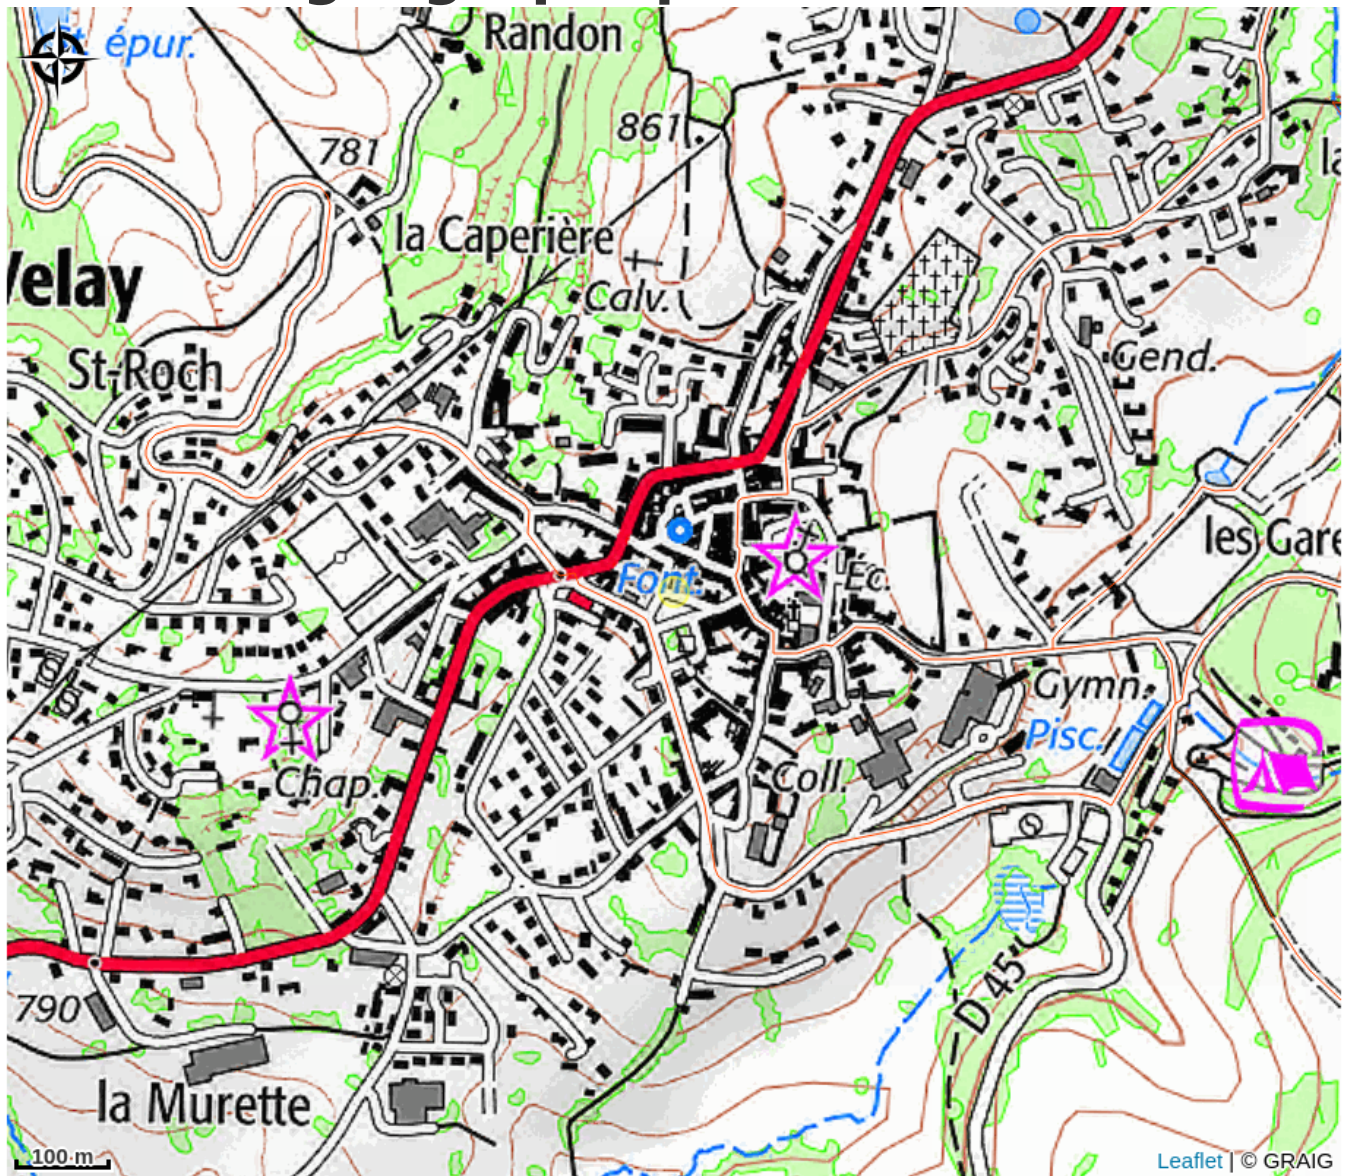 Randon
St. épur.
861
781
la Caperière
Velay
Calv.
St-Roch
Gend.
les Gare
Font.
Éc.
Gymn.
Pisc.
Chap.
Coll.
D 45
790
la Murette
100 m
Leaflet | © GRAIG